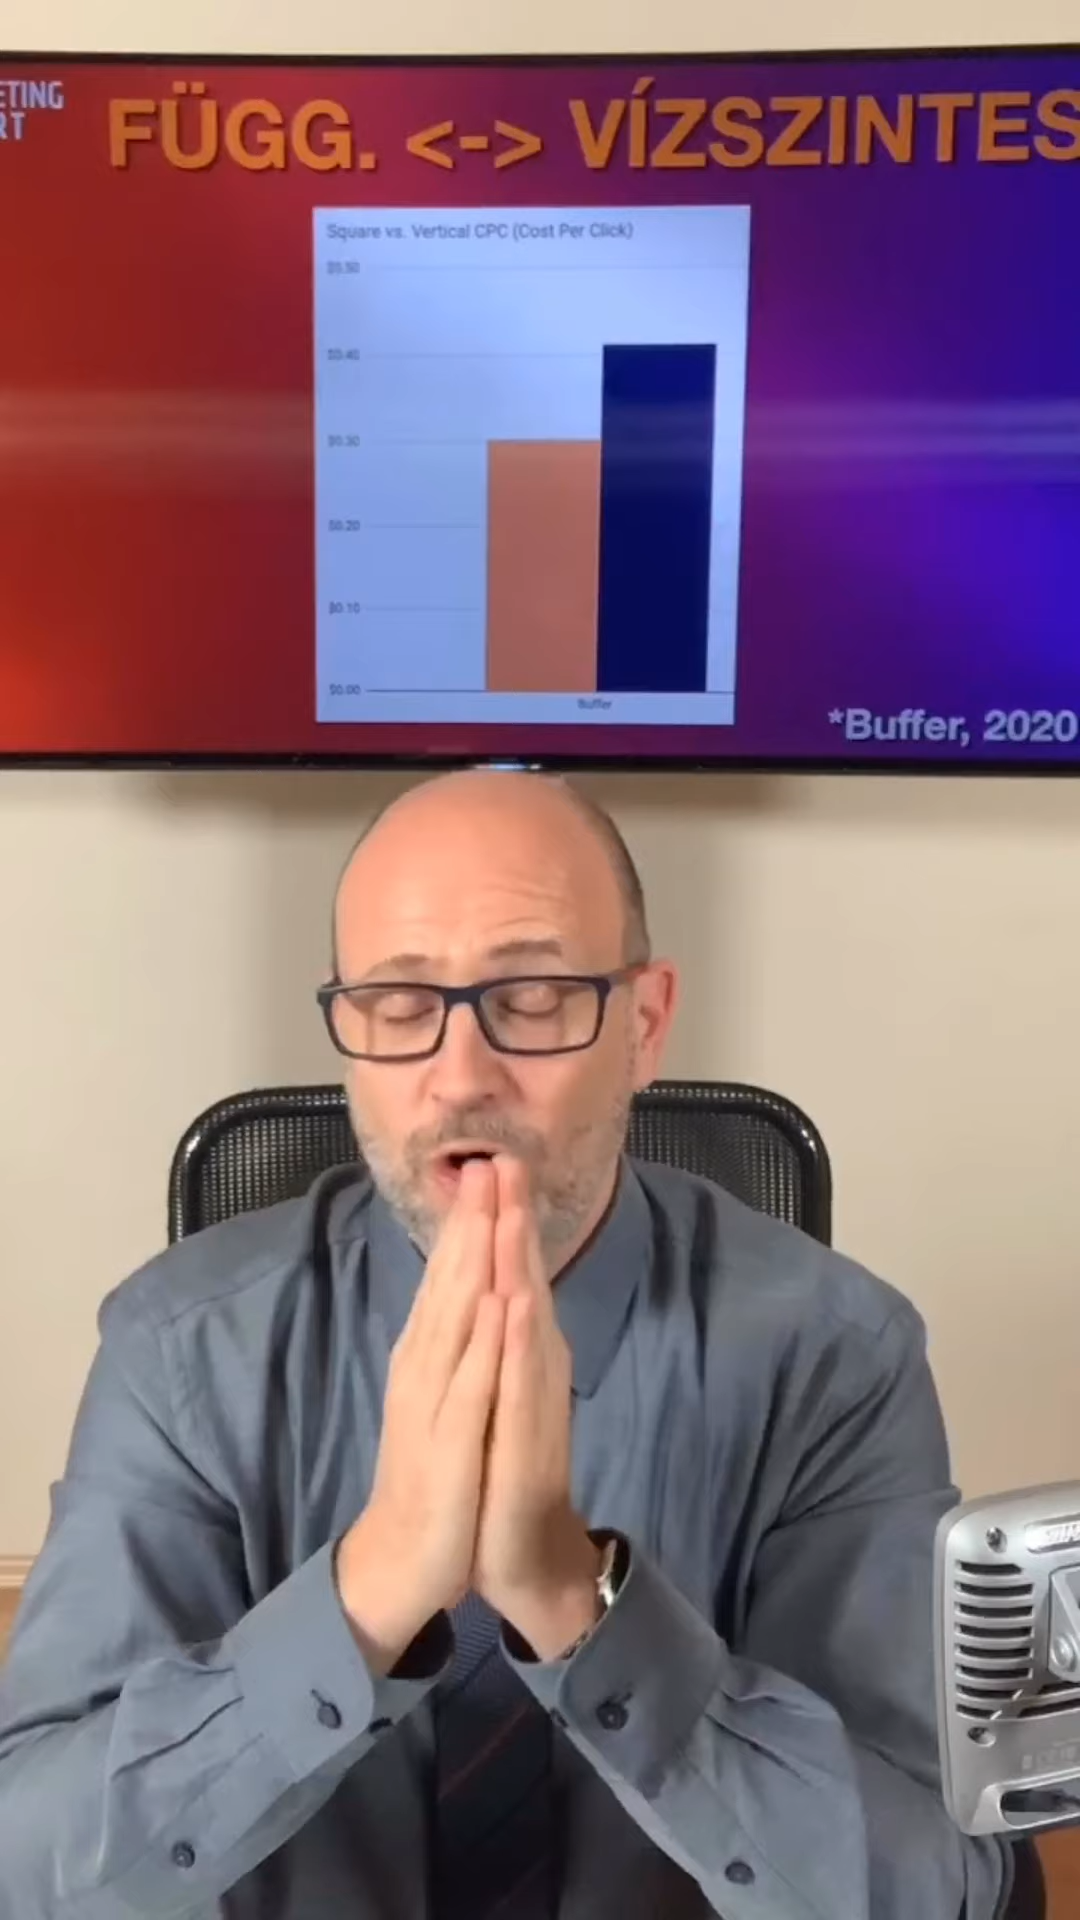 ETING
RT
FÜGG. <-> VÍZSZINTES
Square vs. Vertical CPC (Cost Per Click)
$0.50
$0.40
$0.30
$0.20
$0.10
$0.00
Buffer
*Buffer, 2020